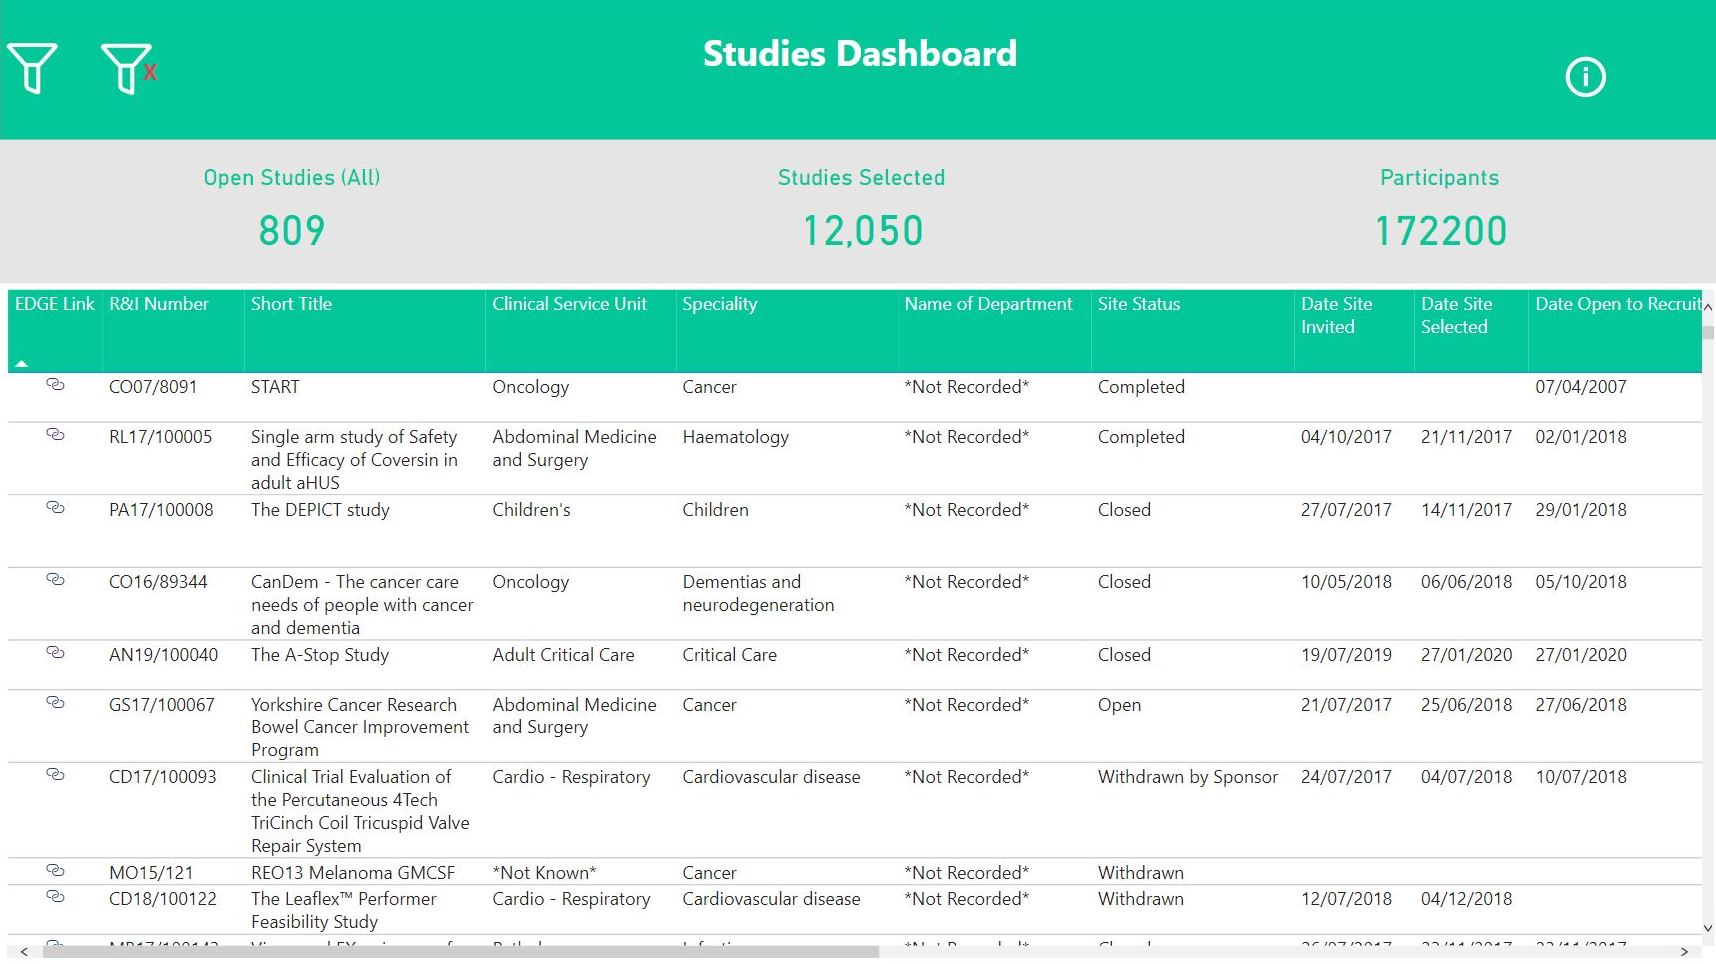 Studies Dashboard
X
i
Open Studies (All)
Studies Selected
Participants
809
12,050
172200
EDGE Link R&I Number Short Title Clinical Service Unit Speciality Name of Department Site Status Date Site Date Site Date Open to Recruit
Invited Selected
CO07/8091 START Oncology Cancer *Not Recorded* Completed 07/04/2007
RL17/100005 Single arm study of Safety Abdominal Medicine Haematology *Not Recorded* Completed 04/10/2017 21/11/2017 02/01/2018
and Efficacy of Coversin in and Surgery
adult aHUS
PA17/100008 The DEPICT study Children's Children *Not Recorded* Closed 27/07/2017 14/11/2017 29/01/2018
CO16/89344 CanDem - The cancer care Oncology Dementias and *Not Recorded* Closed 10/05/2018 06/06/2018 05/10/2018
needs of people with cancer neurodegeneration
and dementia
AN19/100040 The A-Stop Study Adult Critical Care Critical Care *Not Recorded* Closed 19/07/2019 27/01/2020 27/01/2020
GS17/100067 Yorkshire Cancer Research Abdominal Medicine Cancer *Not Recorded* Open 21/07/2017 25/06/2018 27/06/2018
Bowel Cancer Improvement and Surgery
Program
CD17/100093 Clinical Trial Evaluation of Cardio - Respiratory Cardiovascular disease *Not Recorded* Withdrawn by Sponsor 24/07/2017 04/07/2018 10/07/2018
the Percutaneous 4Tech
TriCinch Coil Tricuspid Valve
Repair System
MO15/121 REO13 Melanoma GMCSF *Not Known* Cancer *Not Recorded* Withdrawn
CD18/100122 The Leaflex™ Performer Cardio - Respiratory Cardiovascular disease *Not Recorded* Withdrawn 12/07/2018 04/12/2018
Feasibility Study